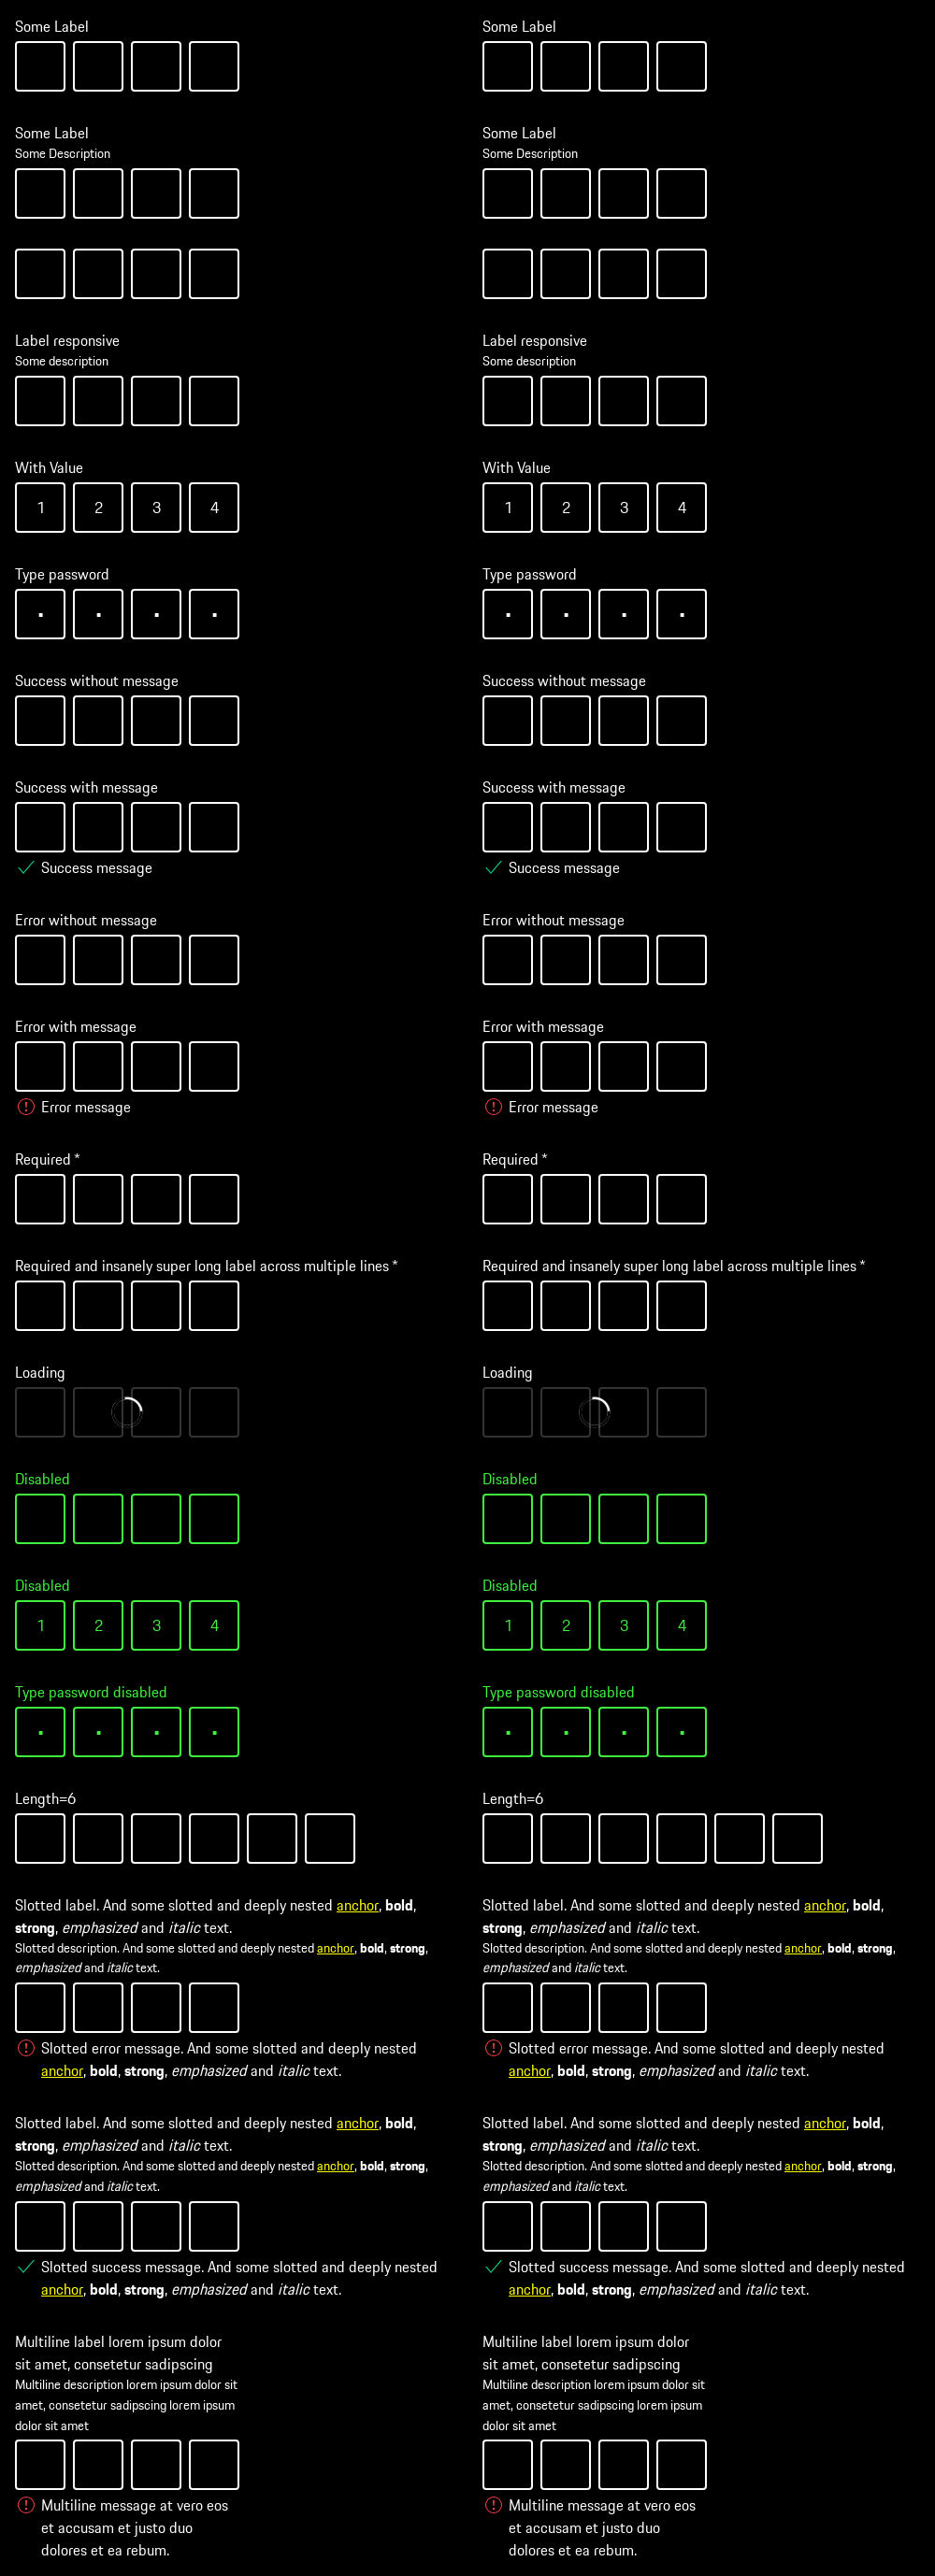 Some Label
Some Label
Some Label
Some Label
Some Description
Some Description
Label responsive
Label responsive
Some description
Some description
With Value
With Value
1 2 3 4
1 2 3 4
Type password
Type password
Success without message
Success without message
Success with message
Success with message
Success message
Success message
Error without message
Error without message
Error with message
Error with message
Error message
Error message
Required *
Required *
Required and insanely super long label across multiple lines *
Required and insanely super long label across multiple lines *
Loading
Loading
Disabled
Disabled
Disabled
Disabled
1 2 3 4
1 2 3 4
Type password disabled
Type password disabled
Length=6
Length=6
Slotted label. And some slotted and deeply nested anchor, bold,
strong, emphasized and italic text.
Slotted description. And some slotted and deeply nested anchor, bold, strong,
emphasized and italic text.
Slotted error message. And some slotted and deeply nested
anchor, bold, strong, emphasized and italic text.
Slotted label. And some slotted and deeply nested anchor, bold,
strong, emphasized and italic text.
Slotted description. And some slotted and deeply nested anchor, bold, strong,
emphasized and italic text.
Slotted error message. And some slotted and deeply nested
anchor, bold, strong, emphasized and italic text.
Slotted label. And some slotted and deeply nested anchor, bold,
strong, emphasized and italic text.
Slotted description. And some slotted and deeply nested anchor, bold, strong,
emphasized and italic text.
Slotted success message. And some slotted and deeply nested
anchor, bold, strong, emphasized and italic text.
Slotted label. And some slotted and deeply nested anchor, bold,
strong, emphasized and italic text.
Slotted description. And some slotted and deeply nested anchor, bold, strong,
emphasized and italic text.
Slotted success message. And some slotted and deeply nested
anchor, bold, strong, emphasized and italic text.
Multiline label lorem ipsum dolor
sit amet, consetetur sadipscing
Multiline description lorem ipsum dolor sit
amet, consetetur sadipscing lorem ipsum
dolor sit amet
Multiline message at vero eos
et accusam et justo duo
dolores et ea rebum.
Multiline label lorem ipsum dolor
sit amet, consetetur sadipscing
Multiline description lorem ipsum dolor sit
amet, consetetur sadipscing lorem ipsum
dolor sit amet
Multiline message at vero eos
et accusam et justo duo
dolores et ea rebum.